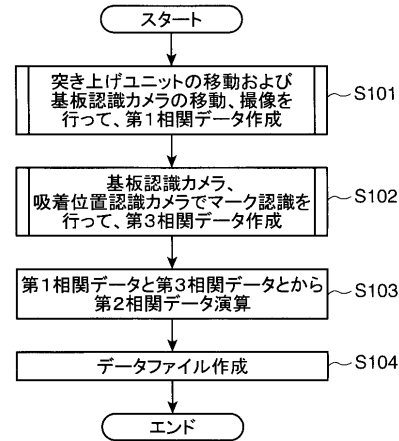 スタート
突き上げユニットの移動および
基板認識カメラの移動、撮像を
行って、第1相関データ作成
S101
基板認識カメラ、
吸着位置認識カメラでマーク認識を
行って、第3相関データ作成
S102
第1相関データと第3相関データとから
第2相関データ演算
S103
データファイル作成
S104
エンド